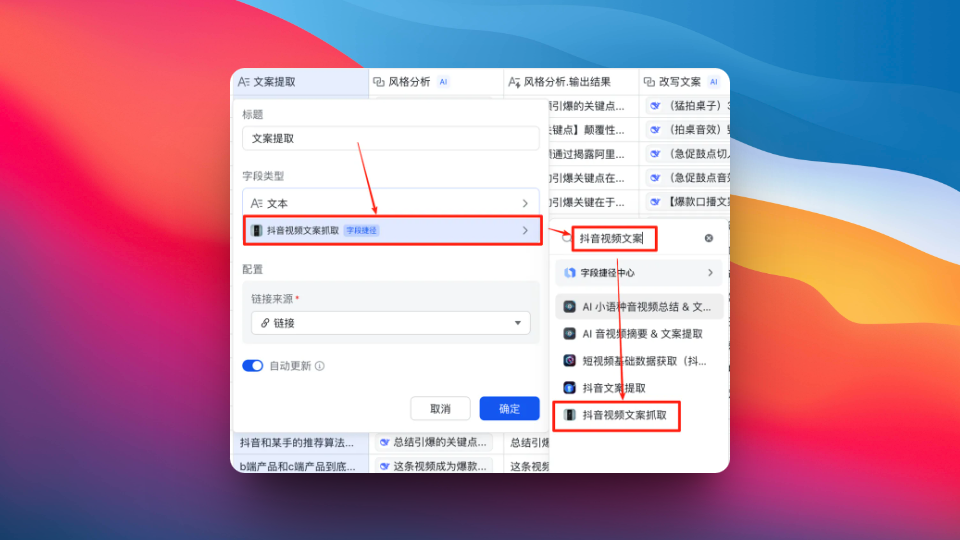 文案提取
风格分析 AI
风格分析.输出结果
改写文案 AI
标题
文案提取
字段类型
文本
抖音视频文案抓取 字段捷径
配置
链接来源 *
链接
自动更新
取消
确定
引爆的关键点...
关键点】颠覆性...
通过揭露阿里...
引爆关键点在...
引爆关键在于...
（猛拍桌子）
（拍桌音效）
（急促鼓点切
（急促鼓点音
【爆款口播文
抖音视频文案
字段捷径中心
AI 小语种音视频总结 & 文...
AI 音视频摘要 & 文案提取
短视频基础数据获取（抖...
抖音文案提取
抖音视频文案抓取
抖音和某手的推荐算法...
总结引爆的关键点...
总结引爆
b端产品和c端产品到底...
这条视频成为爆款...
这条视频